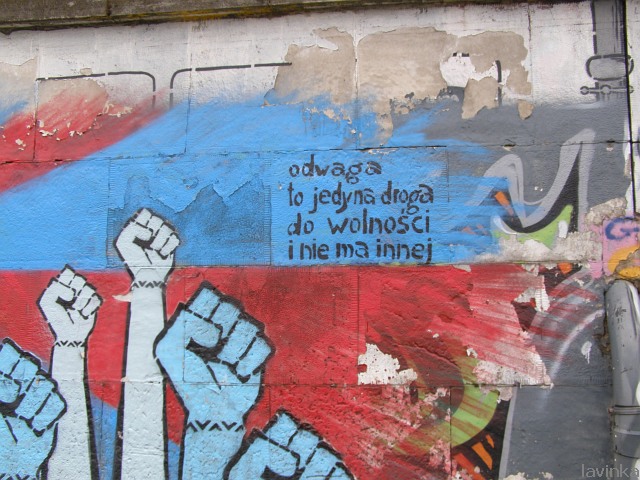 odwaga
to jedyna droga
do wolności
i nie ma innej
lavinka